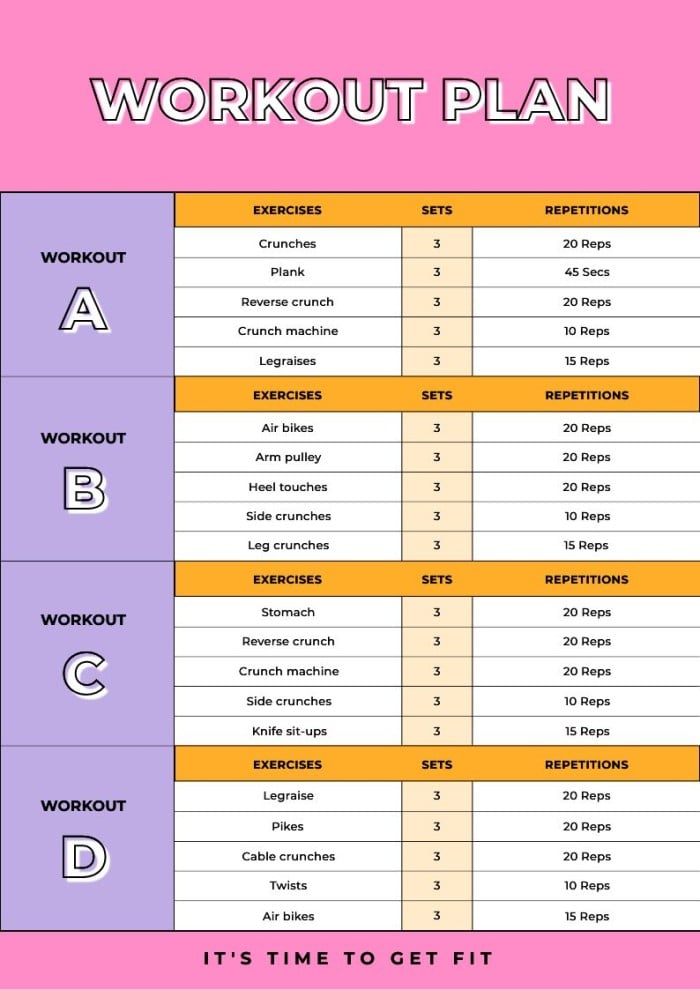 WORKOUT PLAN
EXERCISES SETS REPETITIONS
WORKOUT
A
Crunches 3 20 Reps
Plank 3 45 Secs
Reverse crunch 3 20 Reps
Crunch machine 3 10 Reps
Legraises 3 15 Reps
EXERCISES SETS REPETITIONS
WORKOUT
B
Air bikes 3 20 Reps
Arm pulley 3 20 Reps
Heel touches 3 20 Reps
Side crunches 3 10 Reps
Leg crunches 3 15 Reps
EXERCISES SETS REPETITIONS
WORKOUT
C
Stomach 3 20 Reps
Reverse crunch 3 20 Reps
Crunch machine 3 20 Reps
Side crunches 3 10 Reps
Knife sit-ups 3 15 Reps
EXERCISES SETS REPETITIONS
WORKOUT
D
Legraise 3 20 Reps
Pikes 3 20 Reps
Cable crunches 3 20 Reps
Twists 3 10 Reps
Air bikes 3 15 Reps
IT'S TIME TO GET FIT